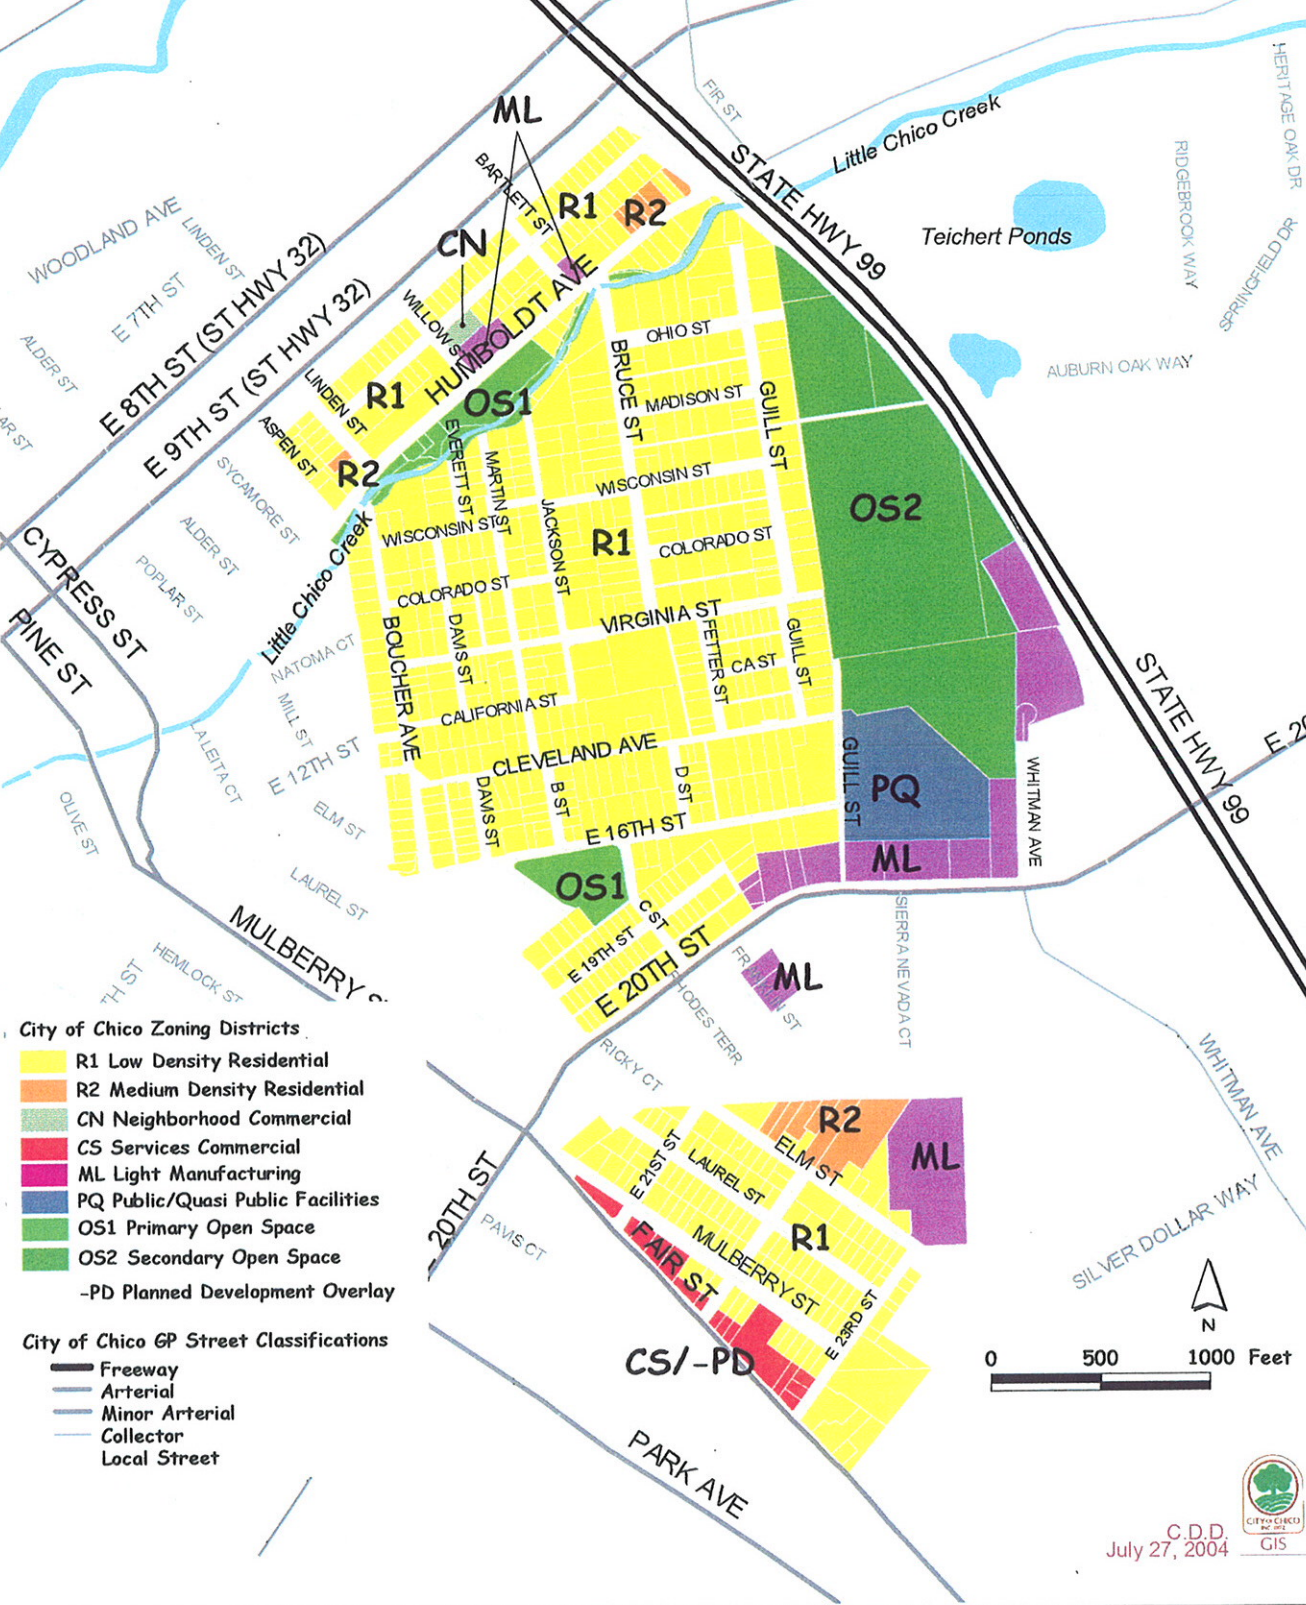 FIR ST
HERITAGE OAK DR
ML
Little Chico Creek
STATE HWY 99
RIDGEBROOK WAY
BARTLETT ST
R1
R2
WOODLAND AVE
LINDEN ST
Teichert Ponds
SPRINGFIELD DR
CN
E 7TH ST
E 8TH ST (ST HWY 32)
HUMBOLDT AVE
WILLOW ST
E 9TH ST (ST HWY 32)
ALDER ST
OHIO ST
BRUCE ST
AUBURN OAK WAY
R1
LINDEN ST
OS1
MADISON ST
GUILL ST
ASPEN ST
R2
EVERETT ST
MARTIN ST
SYCAMORE ST
WISCONSIN ST
JACKSON ST
OS2
CYPRESS ST
ALDER ST
WISCONSIN ST
R1
COLORADO ST
POPLAR ST
Little Chico Creek
COLORADO ST
PINE ST
VIRGINIA ST
NATOMA CT
BOUCHER AVE
DAVIS ST
FETTER ST
CA ST
GUILL ST
STATE HWY 99
MILL ST
CALIFORNIA ST
LA LEITA CT
E 12TH ST
CLEVELAND AVE
GUILL ST
PQ
WHITMAN AVE
E 20
OLIVE ST
ELM ST
DAVIS ST
B ST
D ST
E 16TH ST
ML
LAUREL ST
OS1
C ST
SIERRA NEVADA CT
MULBERRY S
HEMLOCK ST
TH ST
E 19TH ST
E 20TH ST
ML
RHODES TERR
RICKY CT
WHITMAN AVE
City of Chico Zoning Districts
R1 Low Density Residential
R2 Medium Density Residential
CN Neighborhood Commercial
CS Services Commercial
ML Light Manufacturing
PQ Public/Quasi Public Facilities
OS1 Primary Open Space
OS2 Secondary Open Space
-PD Planned Development Overlay
City of Chico GP Street Classifications
Freeway
Arterial
Minor Arterial
Collector
Local Street
20TH ST
PAVIS CT
R2
ELM ST
ML
E 21ST ST
LAUREL ST
R1
FAIR ST
MULBERRY ST
E 23RD ST
CS/-PD
SILVER DOLLAR WAY
N
0 500 1000 Feet
PARK AVE
CITY OF CHICO
INC 1872
GIS
C.D.D.
July 27, 2004